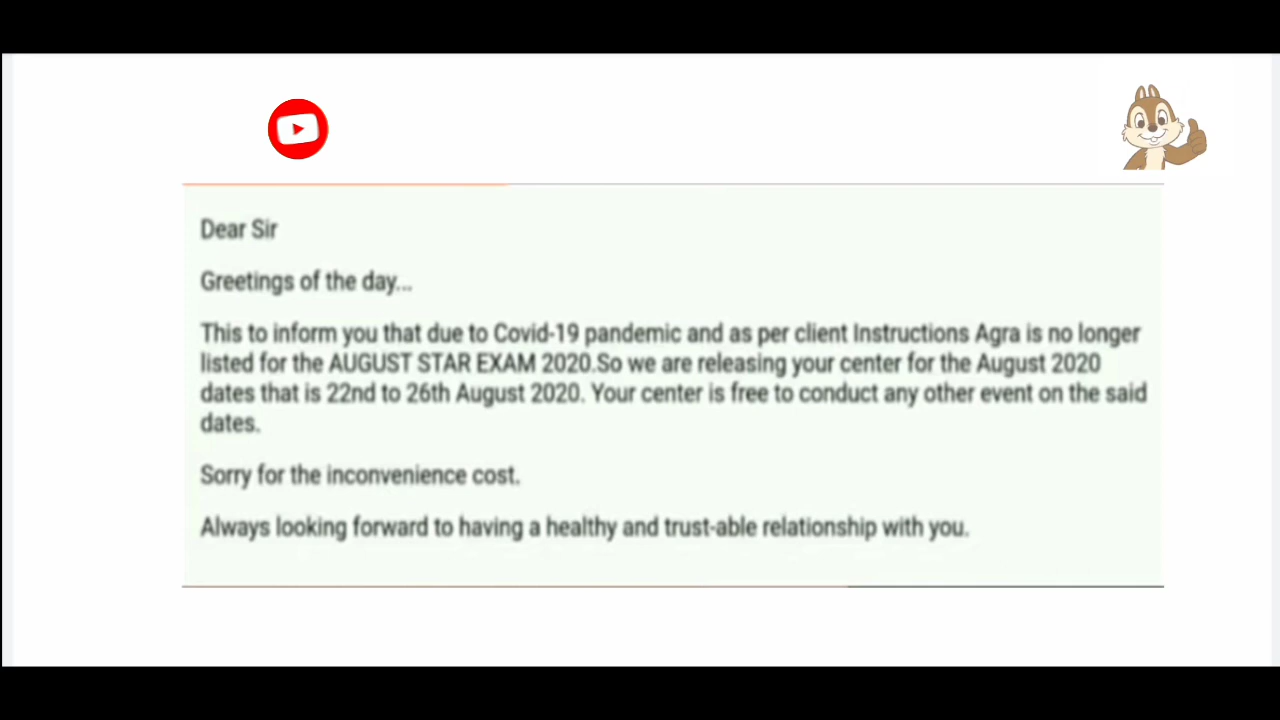 Dear Sir
Greetings of the day...
This to inform you that due to Covid-19 pandemic and as per client Instructions Agra is no longer
listed for the AUGUST STAR EXAM 2020.So we are releasing your center for the August 2020
dates that is 22nd to 26th August 2020. Your center is free to conduct any other event on the said
dates.
Sorry for the inconvenience cost.
Always looking forward to having a healthy and trust-able relationship with you.